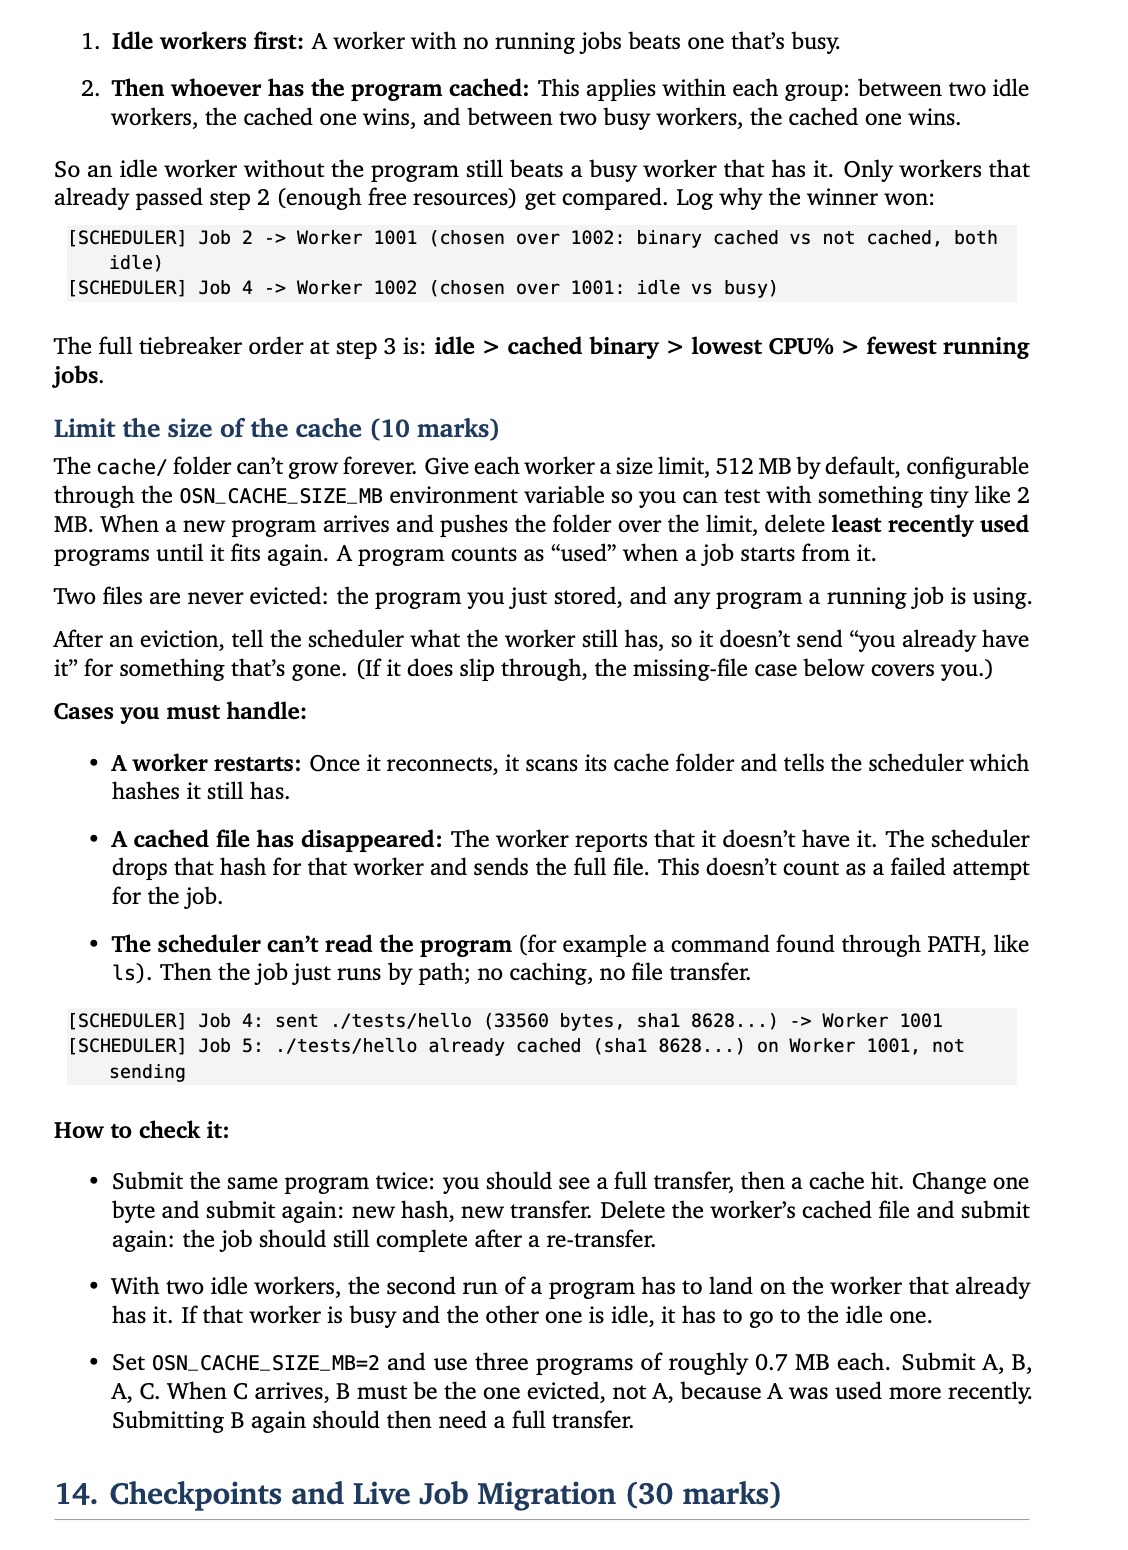 1. Idle workers first: A worker with no running jobs beats one that’s busy.
2. Then whoever has the program cached: This applies within each group: between two idle
workers, the cached one wins, and between two busy workers, the cached one wins.
So an idle worker without the program still beats a busy worker that has it. Only workers that
already passed step 2 (enough free resources) get compared. Log why the winner won:
[SCHEDULER] Job 2 -> Worker 1001 (chosen over 1002: binary cached vs not cached, both
idle)
[SCHEDULER] Job 4 -> Worker 1002 (chosen over 1001: idle vs busy)
The full tiebreaker order at step 3 is: idle > cached binary > lowest CPU% > fewest running
jobs.
Limit the size of the cache (10 marks)
The cache/ folder can’t grow forever. Give each worker a size limit, 512 MB by default, configurable
through the OSN_CACHE_SIZE_MB environment variable so you can test with something tiny like 2
MB. When a new program arrives and pushes the folder over the limit, delete least recently used
programs until it fits again. A program counts as “used” when a job starts from it.
Two files are never evicted: the program you just stored, and any program a running job is using.
After an eviction, tell the scheduler what the worker still has, so it doesn’t send “you already have
it” for something that’s gone. (If it does slip through, the missing-file case below covers you.)
Cases you must handle:
• A worker restarts: Once it reconnects, it scans its cache folder and tells the scheduler which
hashes it still has.
• A cached file has disappeared: The worker reports that it doesn’t have it. The scheduler
drops that hash for that worker and sends the full file. This doesn’t count as a failed attempt
for the job.
• The scheduler can’t read the program (for example a command found through PATH, like
ls). Then the job just runs by path; no caching, no file transfer.
[SCHEDULER] Job 4: sent ./tests/hello (33560 bytes, sha1 8628...) -> Worker 1001
[SCHEDULER] Job 5: ./tests/hello already cached (sha1 8628...) on Worker 1001, not
sending
How to check it:
• Submit the same program twice: you should see a full transfer, then a cache hit. Change one
byte and submit again: new hash, new transfer. Delete the worker’s cached file and submit
again: the job should still complete after a re-transfer.
• With two idle workers, the second run of a program has to land on the worker that already
has it. If that worker is busy and the other one is idle, it has to go to the idle one.
• Set OSN_CACHE_SIZE_MB=2 and use three programs of roughly 0.7 MB each. Submit A, B,
A, C. When C arrives, B must be the one evicted, not A, because A was used more recently.
Submitting B again should then need a full transfer.
14. Checkpoints and Live Job Migration (30 marks)